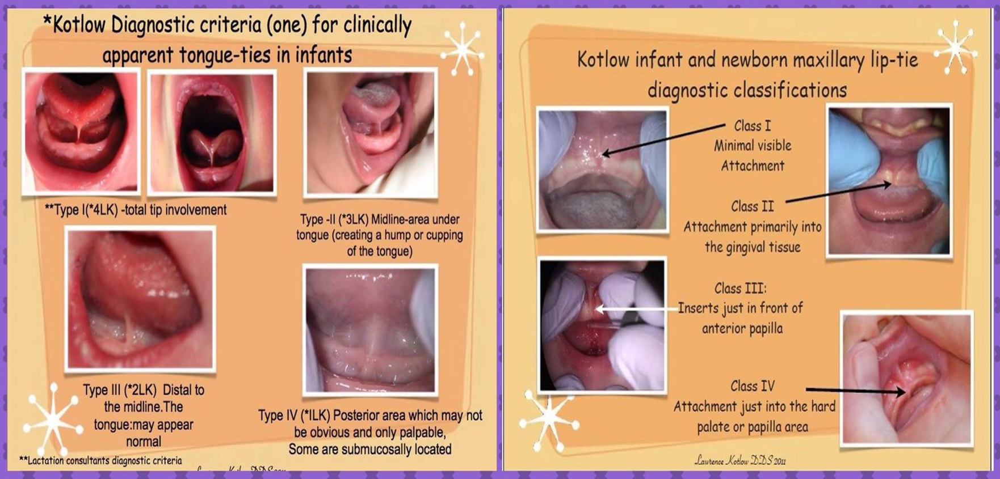 *Kotlow Diagnostic criteria (one) for clinically
apparent tongue-ties in infants
**Type I(*4LK) -total tip involvement
Type -II (*3LK) Midline-area under
tongue (creating a hump or cupping
of the tongue)
Type III (*2LK) Distal to
the midline.The
tongue:may appear
normal
Type IV (*ILK) Posterior area which may not
be obvious and only palpable,
Some are submucosally located
**Lactation consultants diagnostic criteria
Kotlow infant and newborn maxillary lip-tie
diagnostic classifications
Class I
Minimal visible
Attachment
Class II
Attachment primarily into
the gingival tissue
Class III:
Inserts just in front of
anterior papilla
Class IV
Attachment just into the hard
palate or papilla area
Lawrence Kotlow DDS 2011